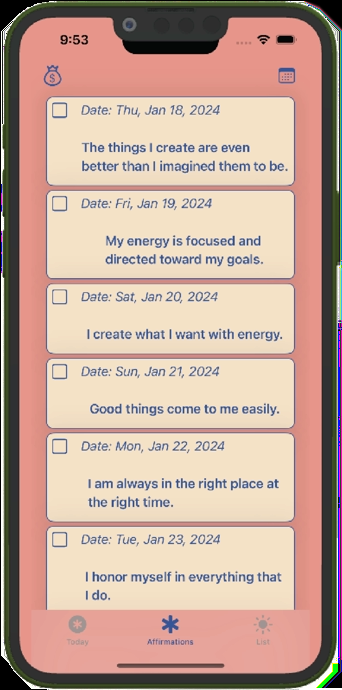 9:53
$
Date: Thu, Jan 18, 2024
The things I create are even
better than I imagined them to be.
Date: Fri, Jan 19, 2024
My energy is focused and
directed toward my goals.
Date: Sat, Jan 20, 2024
I create what I want with energy.
Date: Sun, Jan 21, 2024
Good things come to me easily.
Date: Mon, Jan 22, 2024
I am always in the right place at
the right time.
Date: Tue, Jan 23, 2024
I honor myself in everything that
I do.
Today Affirmations List